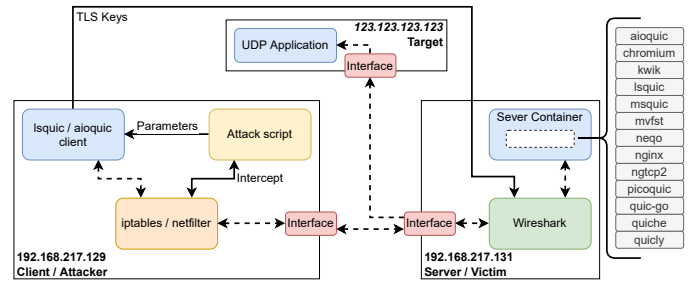 TLS Keys
123.123.123.123
Target
UDP Application
Interface
lsquic / aioquic
client
Parameters
Attack script
Intercept
iptables / netfilter
Interface
192.168.217.129
Client / Attacker
Sever Container
Interface
Wireshark
192.168.217.131
Server / Victim
aioquic
chromium
kwik
lsquic
msquic
mvfst
neqo
nginx
ngtcp2
picoquic
quic-go
quiche
quicly